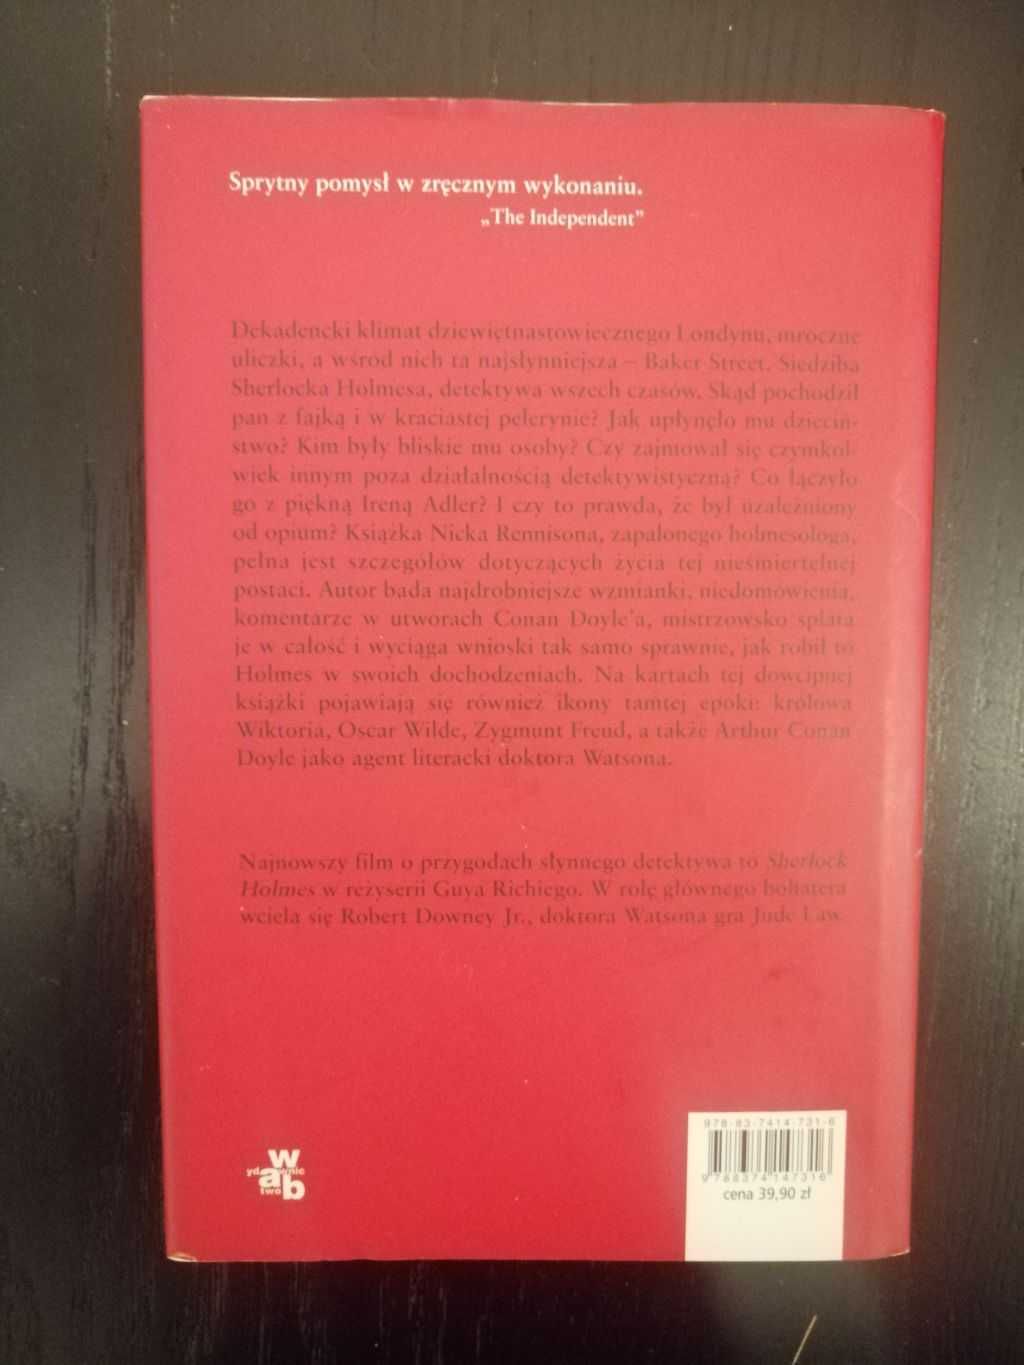 Sprytny pomysł w zręcznym wykonaniu.
„The Independent”
Dekadencki klimat dziewiętnastowiecznego Londynu, mroczne
uliczki, a wśród nich ta najsłynniejsza – Baker Street. Siedziba
Sherlocka Holmesa, detektywa wszech czasów. Skąd pochodził
pan z fajką i w kraciastej pelerynie? Jak upłynęło mu dzieciń-
stwo? Kim były bliskie mu osoby? Czy zajmował się czymkol-
wiek innym poza działalnością detektywistyczną? Co łączyło
go z piękną Ireną Adler? I czy to prawda, że był uzależniony
od opium? Książka Nicka Rennisona, zapalonego holmesologa,
pełna jest szczegółów dotyczących życia tej nieśmiertelnej
postaci. Autor bada najdrobniejsze wzmianki, niedomówienia,
komentarze w utworach Conan Doyle'a, mistrzowsko splata
je w całość i wyciąga wnioski tak samo sprawnie, jak robił to
Holmes w swoich dochodzeniach. Na kartach tej dowcipnej
książki pojawiają się również ikony tamtej epoki: królowa
Wiktoria, Oscar Wilde, Zygmunt Freud, a także Arthur Conan
Doyle jako agent literacki doktora Watsona.
Najnowszy film o przygodach słynnego detektywa to Sherlock
Holmes w reżyserii Guya Richiego. W rolę głównego bohatera
wciela się Robert Downey Jr., doktora Watsona gra Jude Law.
w
ydawnic
a
two b
978-83-7414-731-6
9 788374 147316
cena 39,90 zł